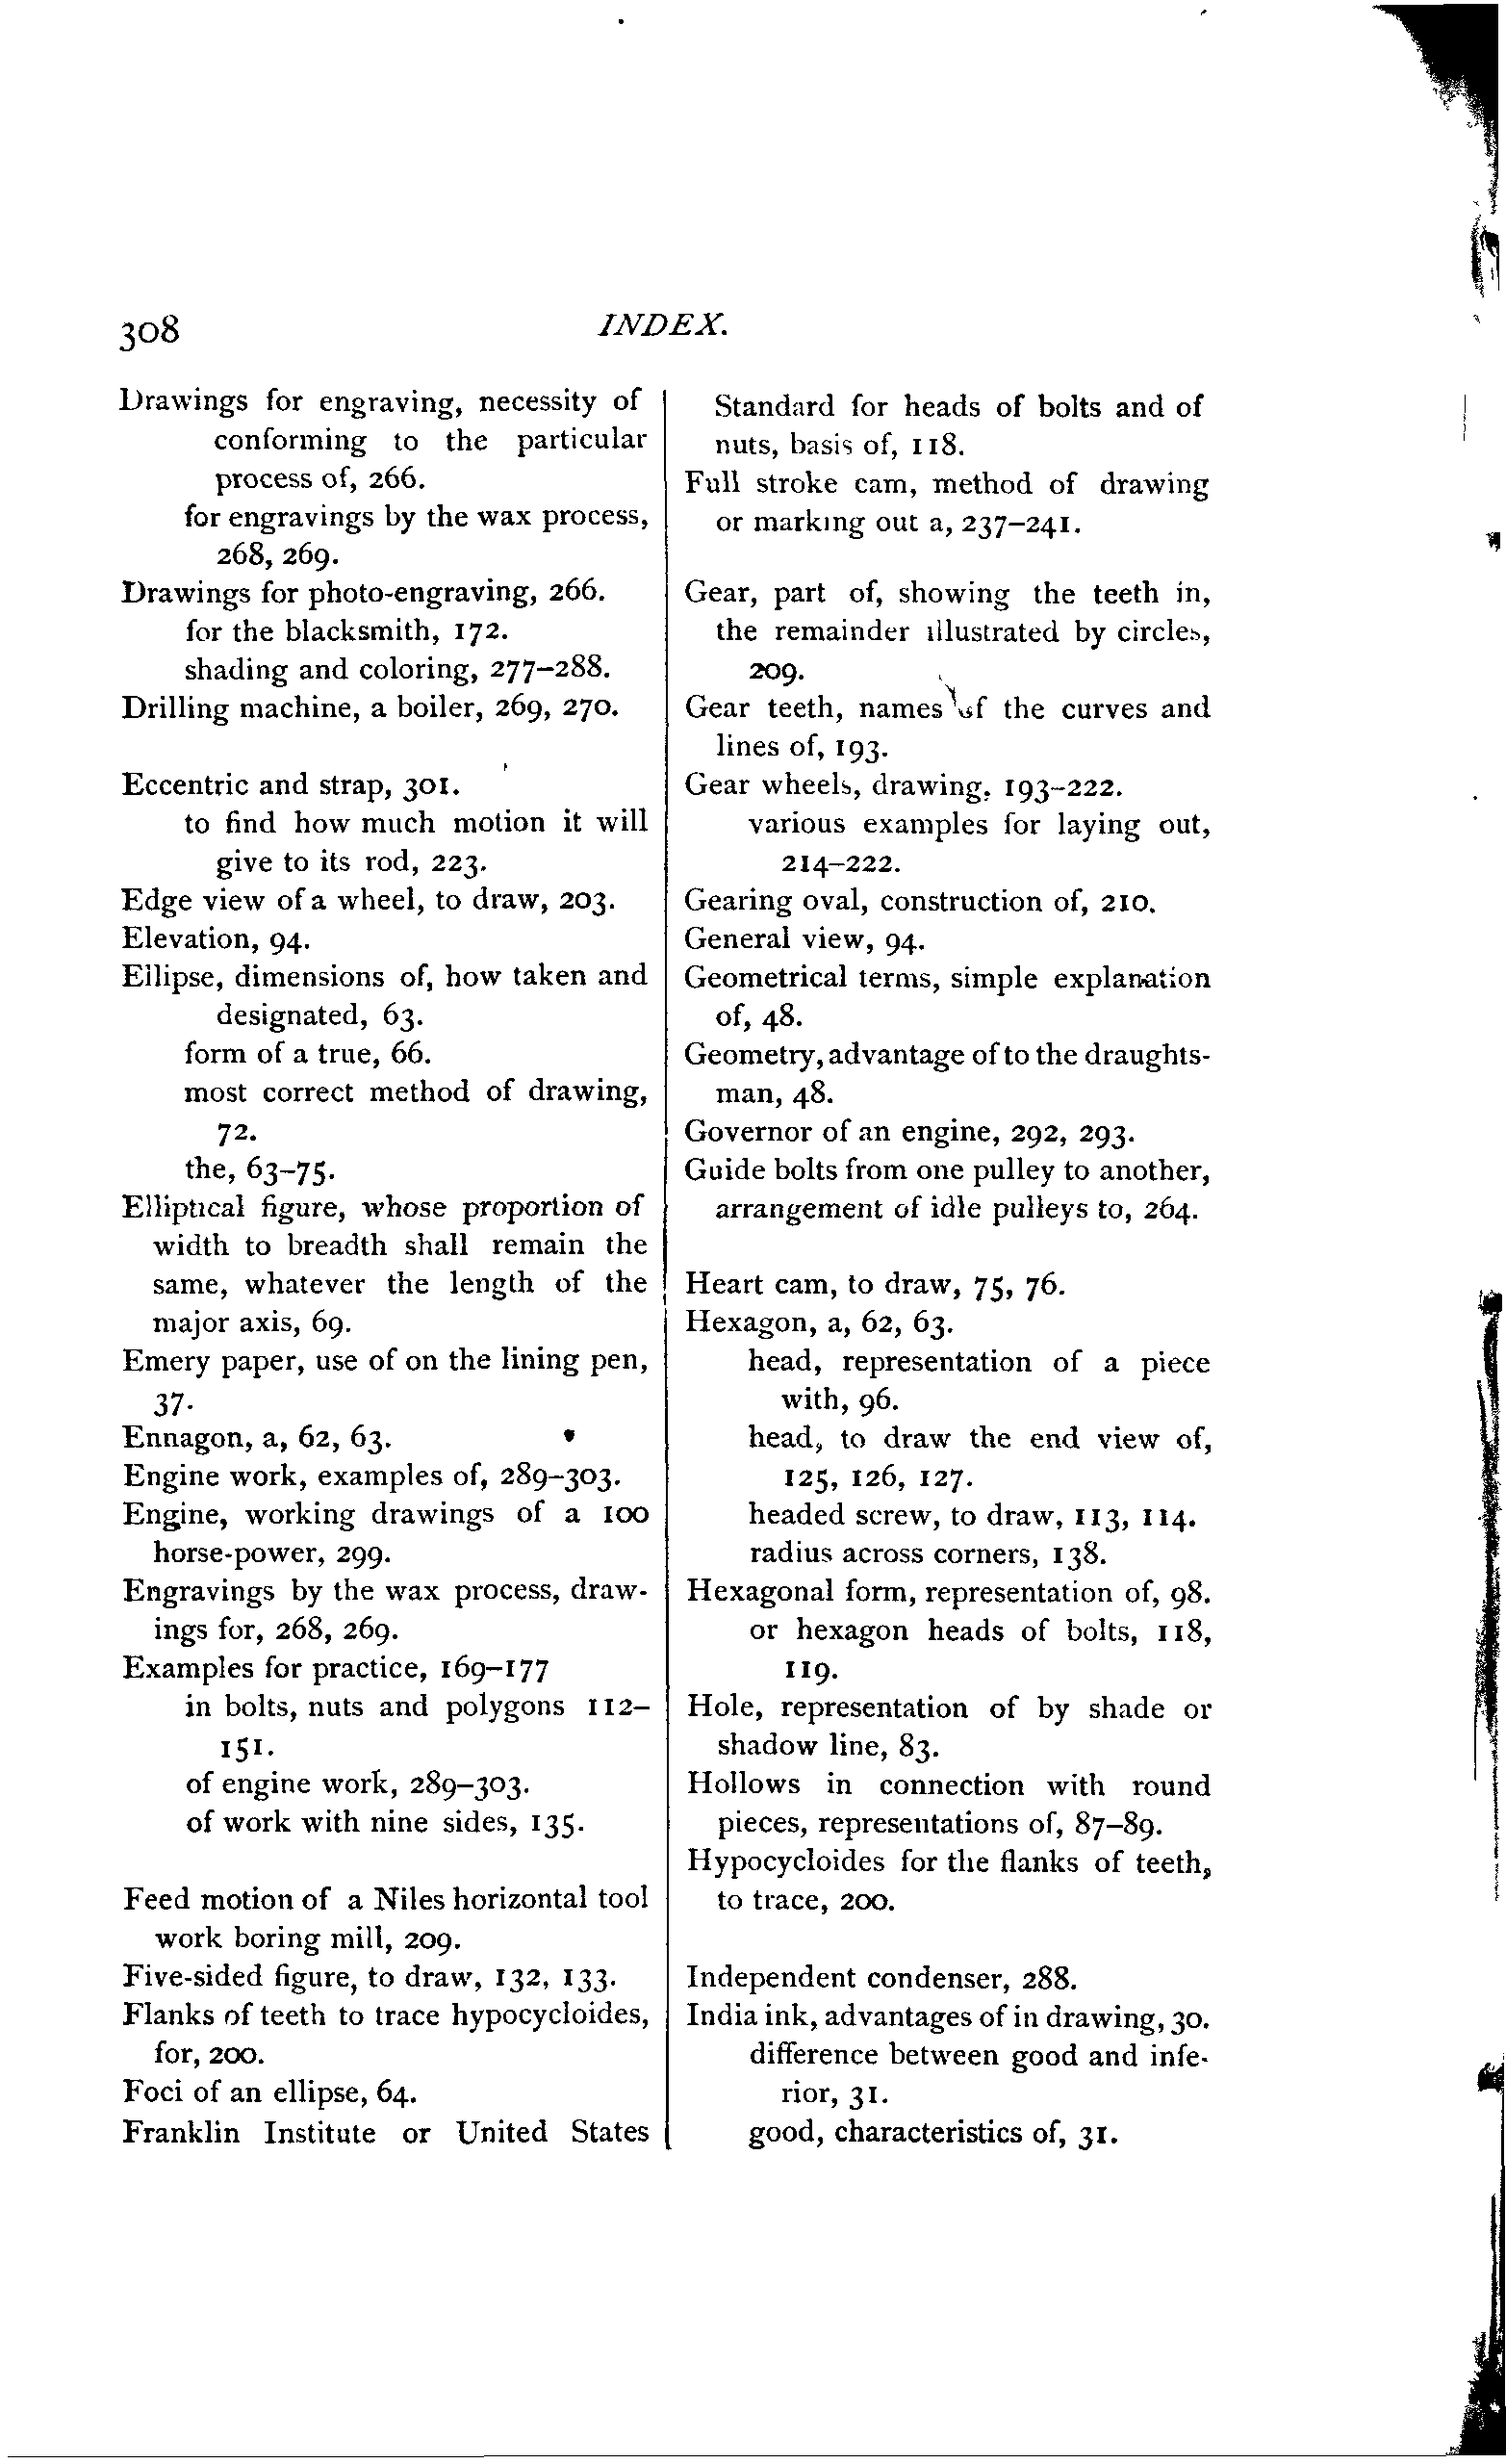 308
INDEX.
Drawings for engraving, necessity of
conforming to the particular
process of, 266.
for engravings by the wax process,
268, 269.
Drawings for photo-engraving, 266.
for the blacksmith, 172.
shading and coloring, 277–288.
Drilling machine, a boiler, 269, 270.
Eccentric and strap, 301.
to find how much motion it will
give to its rod, 223.
Edge view of a wheel, to draw, 203.
Elevation, 94.
Ellipse, dimensions of, how taken and
designated, 63.
form of a true, 66.
most correct method of drawing,
72.
the, 63–75.
Elliptical figure, whose proportion of
width to breadth shall remain the
same, whatever the length of the
major axis, 69.
Emery paper, use of on the lining pen,
37.
Ennagon, a, 62, 63.
Engine work, examples of, 289–303.
Engine, working drawings of a 100
horse-power, 299.
Engravings by the wax process, draw-
ings for, 268, 269.
Examples for practice, 169–177
in bolts, nuts and polygons 112–
151.
of engine work, 289–303.
of work with nine sides, 135.
Feed motion of a Niles horizontal tool
work boring mill, 209.
Five-sided figure, to draw, 132, 133.
Flanks of teeth to trace hypocycloides,
for, 200.
Foci of an ellipse, 64.
Franklin Institute or United States
Standard for heads of bolts and of
nuts, basis of, 118.
Full stroke cam, method of drawing
or marking out a, 237–241.
Gear, part of, showing the teeth in,
the remainder illustrated by circles,
209.
Gear teeth, names of the curves and
lines of, 193.
Gear wheels, drawing, 193–222.
various examples for laying out,
214–222.
Gearing oval, construction of, 210.
General view, 94.
Geometrical terms, simple explanation
of, 48.
Geometry, advantage of to the draughts-
man, 48.
Governor of an engine, 292, 293.
Guide bolts from one pulley to another,
arrangement of idle pulleys to, 264.
Heart cam, to draw, 75, 76.
Hexagon, a, 62, 63.
head, representation of a piece
with, 96.
head, to draw the end view of,
125, 126, 127.
headed screw, to draw, 113, 114.
radius across corners, 138.
Hexagonal form, representation of, 98.
or hexagon heads of bolts, 118,
119.
Hole, representation of by shade or
shadow line, 83.
Hollows in connection with round
pieces, representations of, 87–89.
Hypocycloides for the flanks of teeth,
to trace, 200.
Independent condenser, 288.
India ink, advantages of in drawing, 30.
difference between good and infe-
rior, 31.
good, characteristics of, 31.